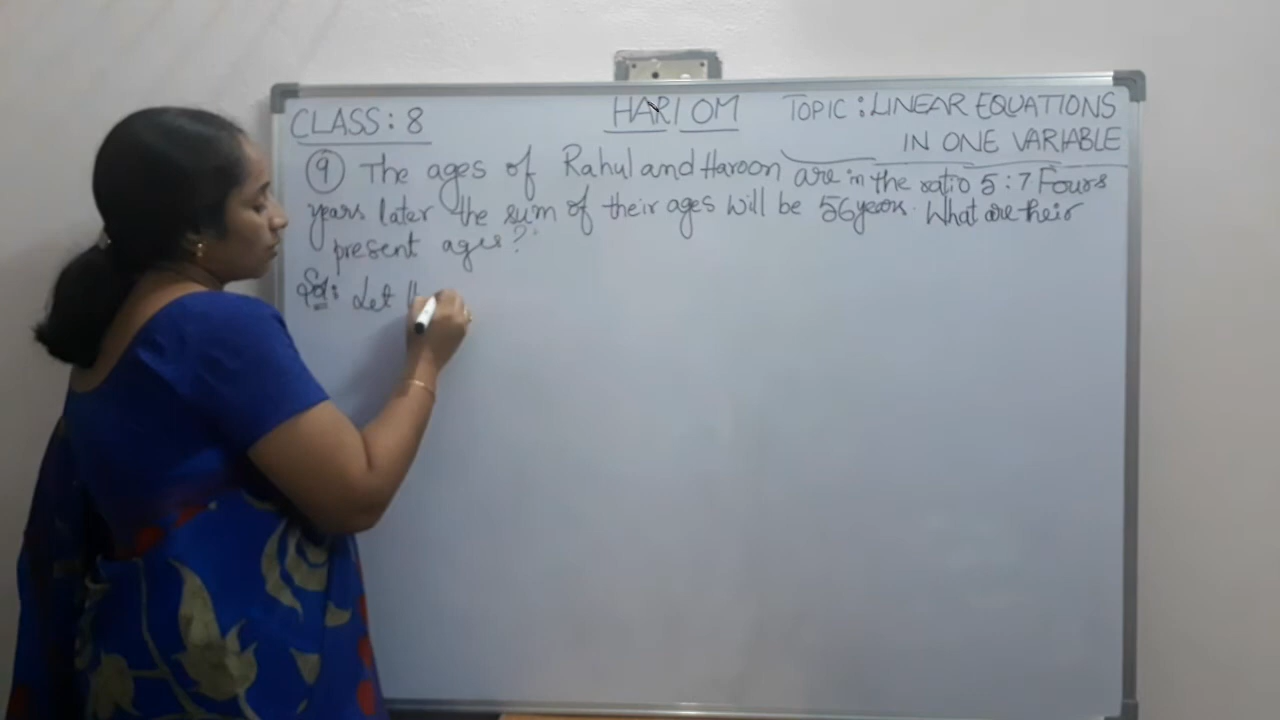 CLASS: 8
HARI OM
TOPIC: LINEAR EQUATIONS
IN ONE VARIABLE
9 The ages of Rahul and Haroon are in the ratio 5:7 Fours
years later the sum of their ages will be 56 years. What are their
present ages?
Sol: Let